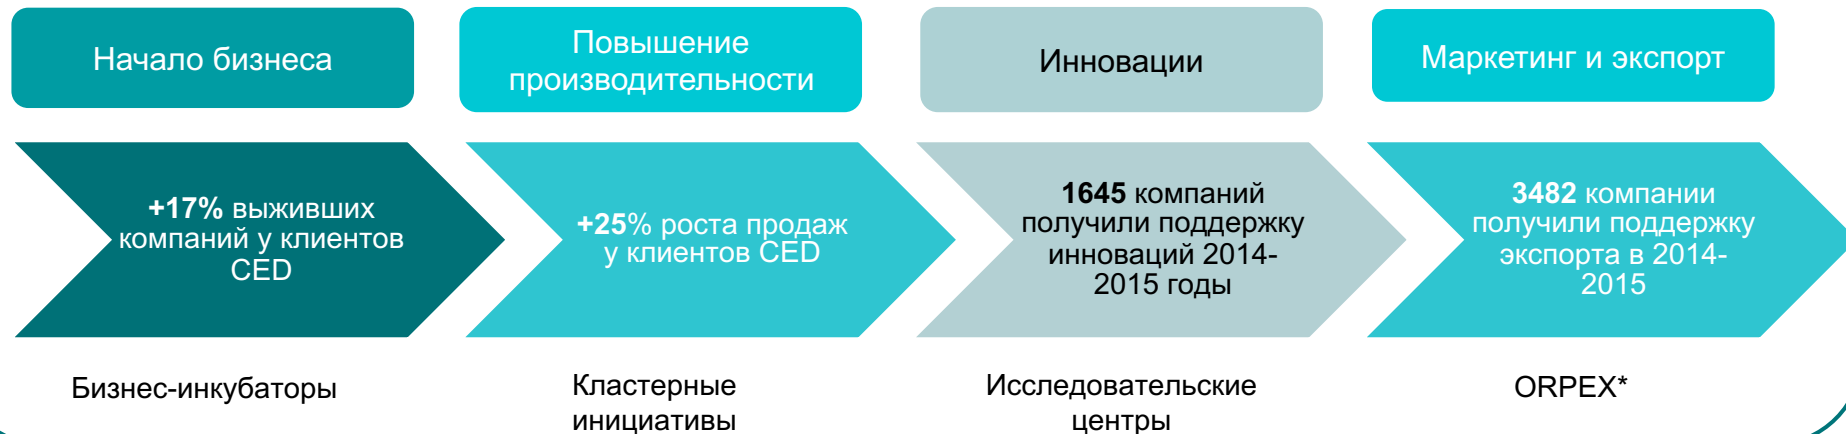 Начало бизнеса
Повышение
производительности
Инновации
Маркетинг и экспорт
+17% выживших
компаний у клиентов
CED
+25% роста продаж
у клиентов CED
1645 компаний
получили поддержку
инноваций 2014-
2015 годы
3482 компании
получили поддержку
экспорта в 2014-
2015
Бизнес-инкубаторы
Кластерные
инициативы
Исследовательские
центры
ORPEX*